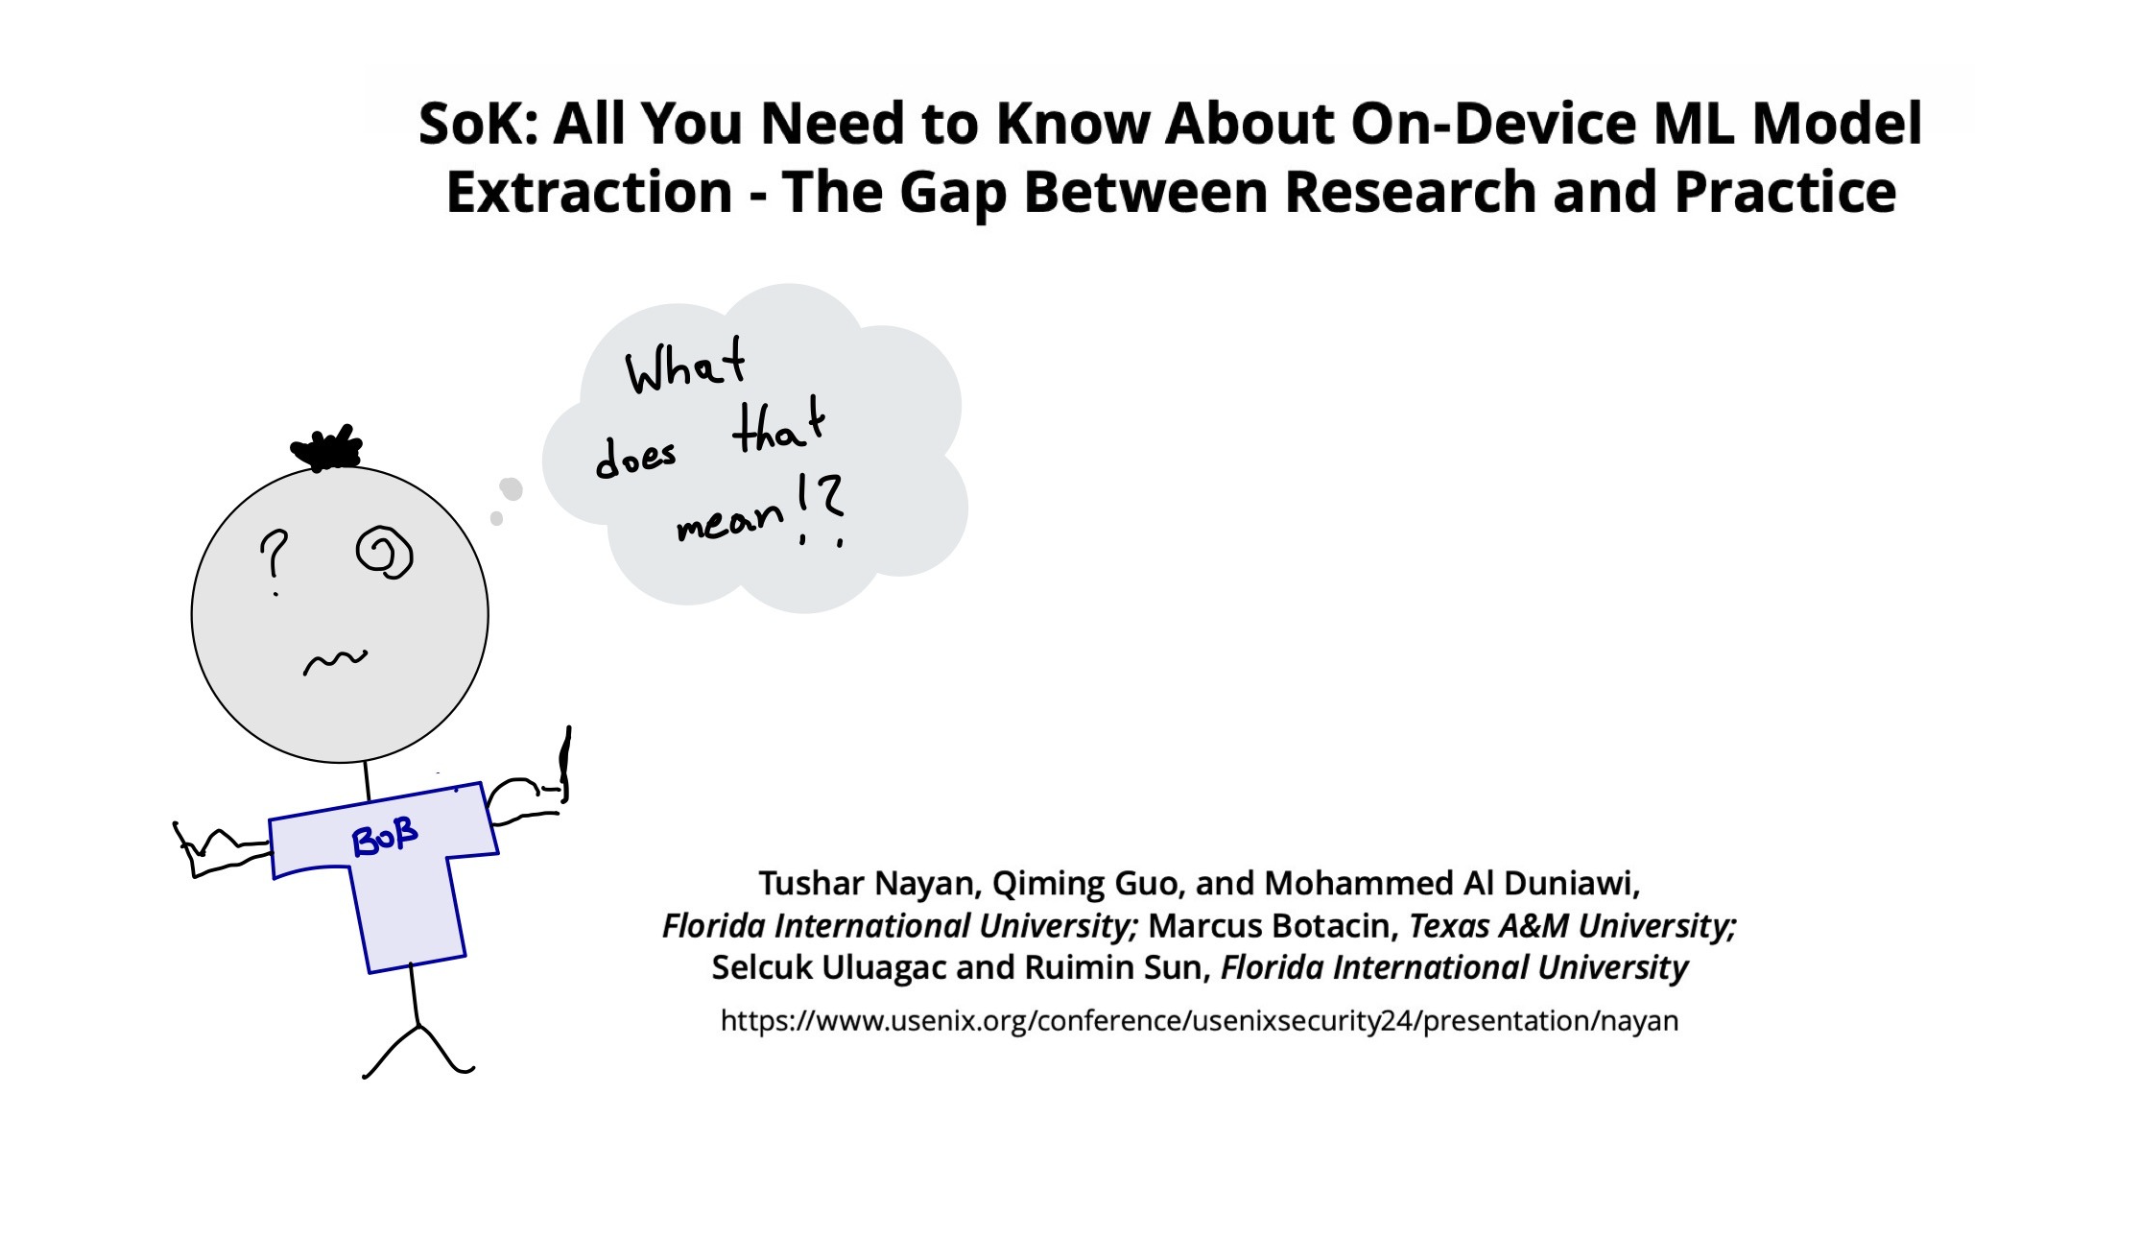 SoK: All You Need to Know About On-Device ML Model
Extraction - The Gap Between Research and Practice
What
does that
mean!?
BoB
Tushar Nayan, Qiming Guo, and Mohammed Al Duniawi,
Florida International University; Marcus Botacin, Texas A&M University;
Selcuk Uluagac and Ruimin Sun, Florida International University
https://www.usenix.org/conference/usenixsecurity24/presentation/nayan